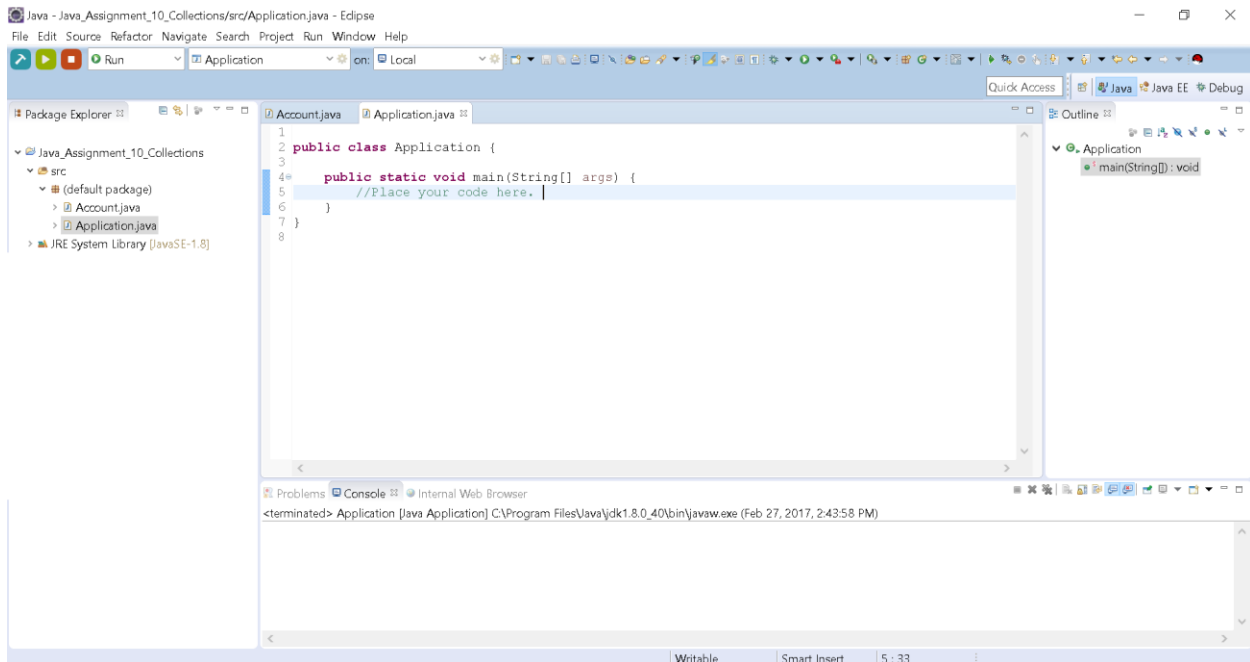 Java - Java_Assignment_10_Collections/src/Application.java - Eclipse
File Edit Source Refactor Navigate Search Project Run Window Help
Run Application on: Local
Quick Access Java Java EE Debug
Package Explorer
Java_Assignment_10_Collections
src
(default package)
Account.java
Application.java
JRE System Library [JavaSE-1.8]
Account.java Application.java
1
2 public class Application {
3
4 public static void main(String[] args) {
5 //Place your code here.
6 }
7 }
8
Outline
Application
main(String[]) : void
Problems Console Internal Web Browser
<terminated> Application [Java Application] C:\Program Files\Java\jdk1.8.0_40\bin\javaw.exe (Feb 27, 2017, 2:43:58 PM)
Writable Smart Insert 5 : 33